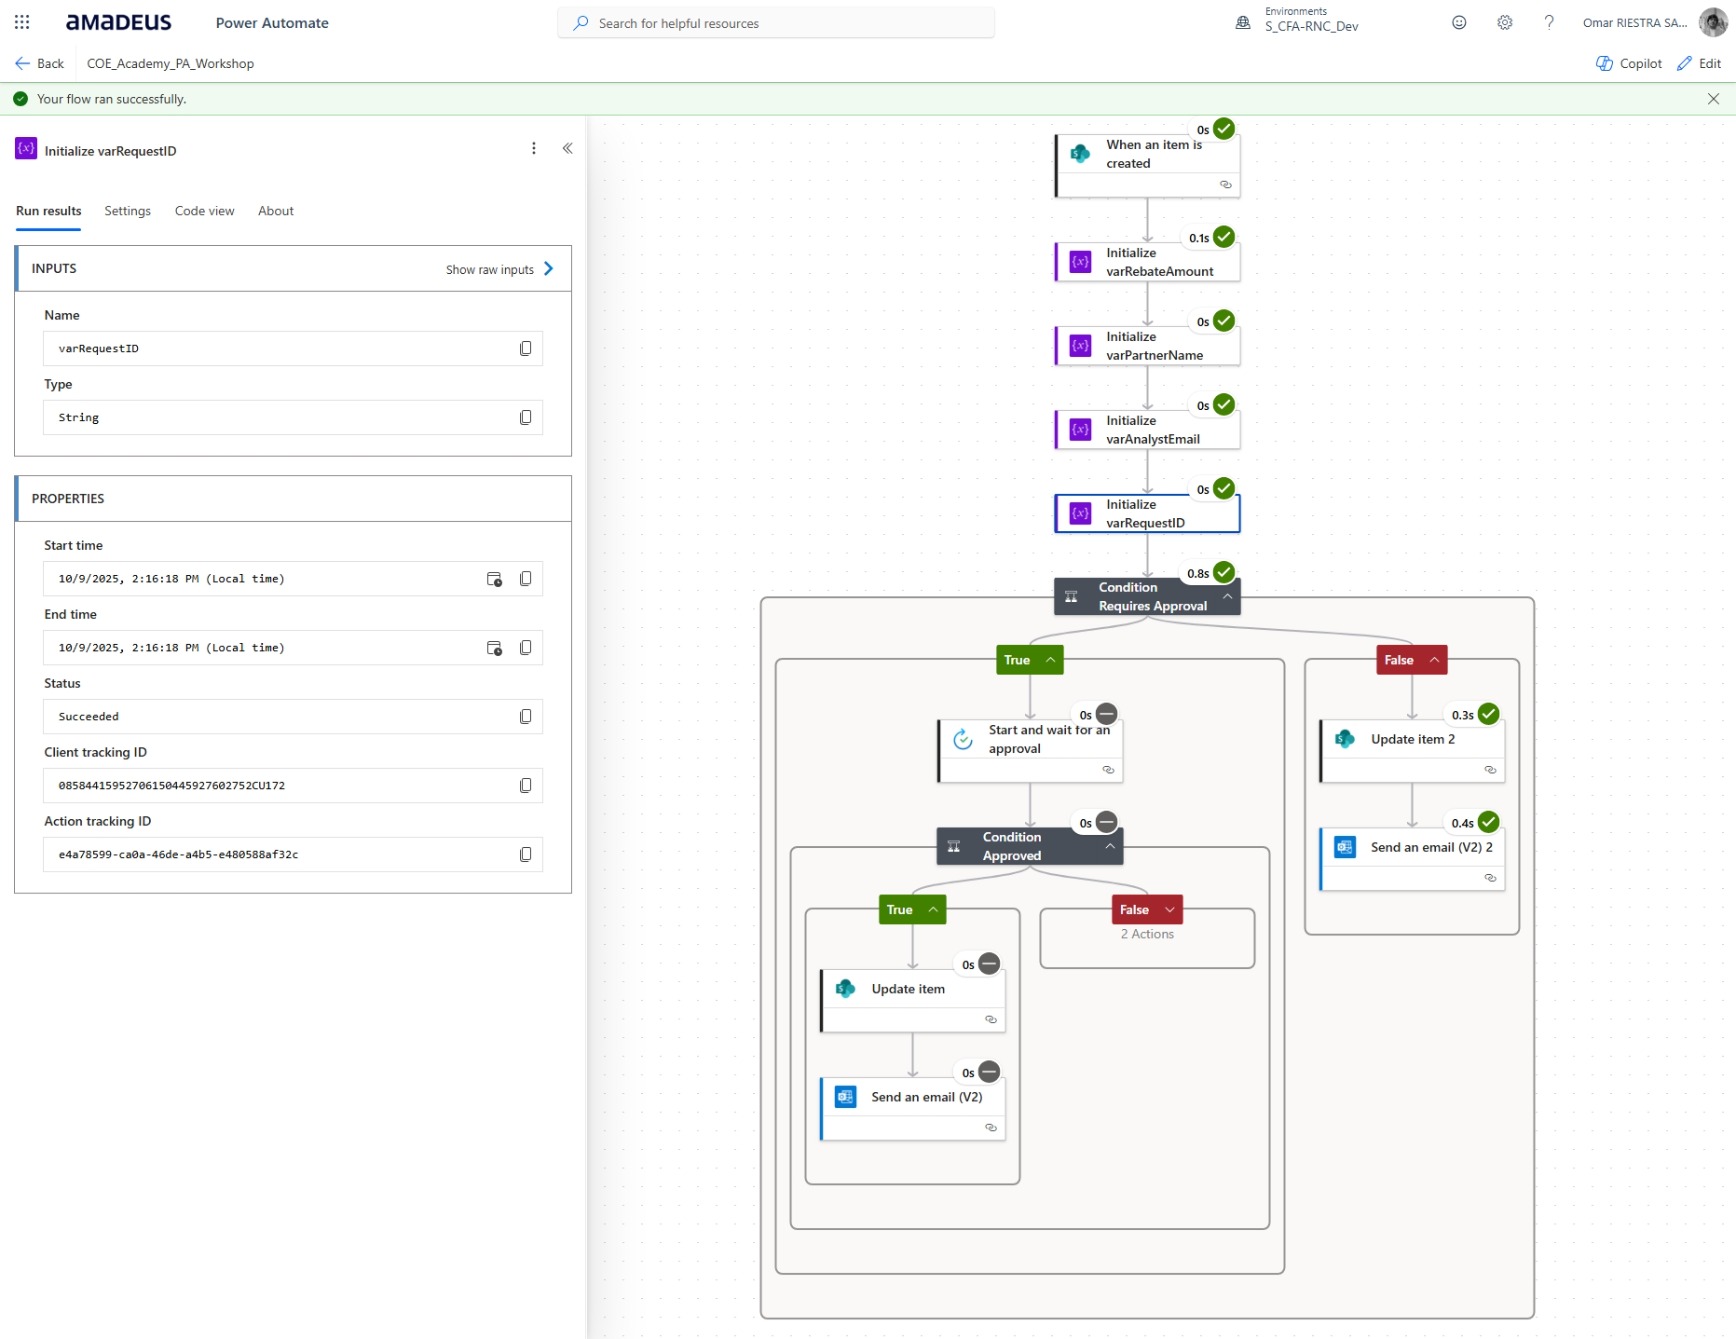 amadeus
Power Automate
Search for helpful resources
Environments
S_CFA-RNC_Dev
Omar RIESTRA SA...
Back
COE_Academy_PA_Workshop
Copilot
Edit
Your flow ran successfully.
Initialize varRequestID
Run results
Settings
Code view
About
INPUTS
Show raw inputs
Name
varRequestID
Type
String
PROPERTIES
Start time
10/9/2025, 2:16:18 PM (Local time)
End time
10/9/2025, 2:16:18 PM (Local time)
Status
Succeeded
Client tracking ID
08584415952706150445927602752CU172
Action tracking ID
e4a78599-ca0a-46de-a4b5-e480588af32c
0s
When an item is
created
0.1s
Initialize
varRebateAmount
0s
Initialize
varPartnerName
0s
Initialize
varAnalystEmail
0s
Initialize
varRequestID
0.8s
Condition
Requires Approval
True
0s
Start and wait for an
approval
0s
Condition
Approved
True
0s
Update item
0s
Send an email (V2)
False
2 Actions
False
0.3s
Update item 2
0.4s
Send an email (V2) 2